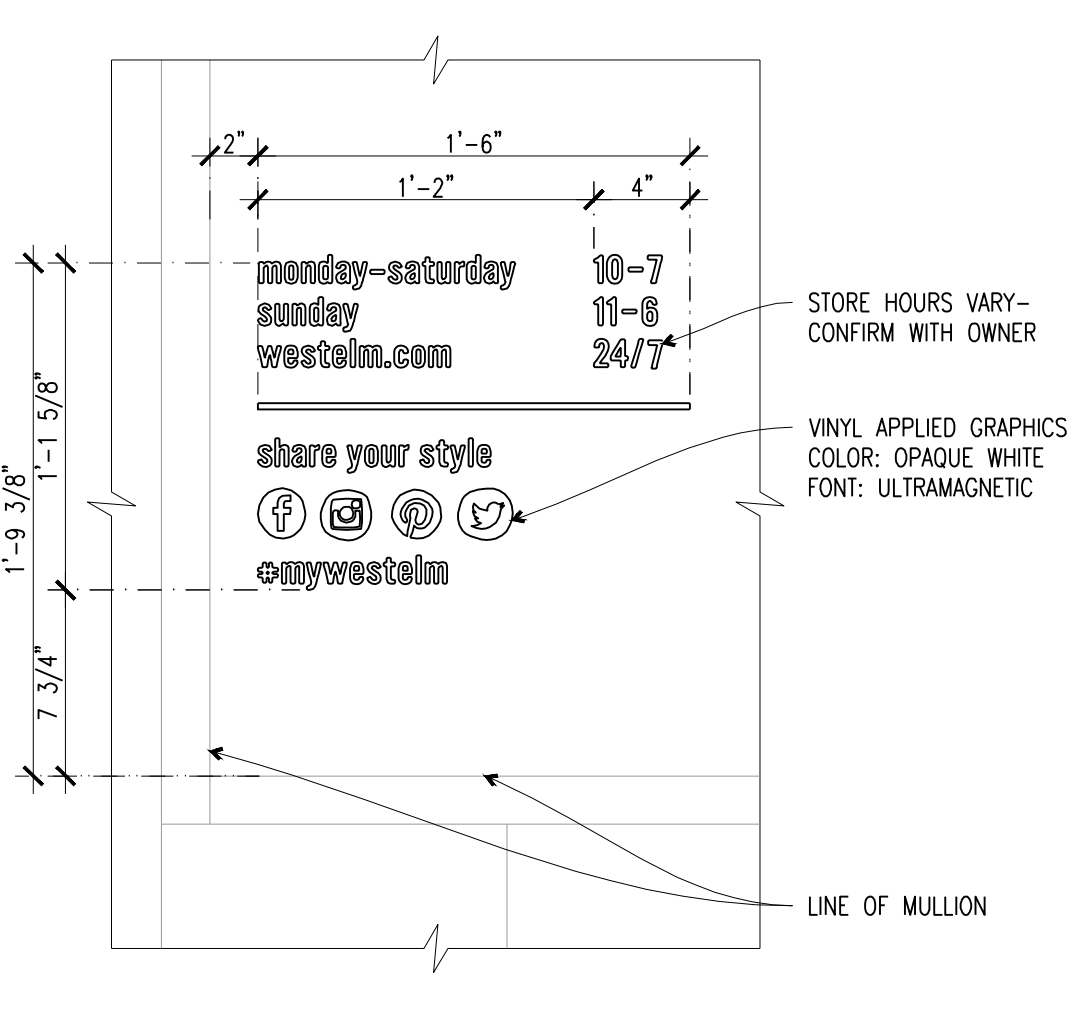 2" 1'-6"
1'-2" 4"
monday-saturday 10-7
sunday 11-6
westelm.com 24/7
STORE HOURS VARY-
CONFIRM WITH OWNER
share your style
#mywestelm
VINYL APPLIED GRAPHICS
COLOR: OPAQUE WHITE
FONT: ULTRAMAGNETIC
1'-9 3/8"
1'-1 5/8"
7 3/4"
LINE OF MULLION